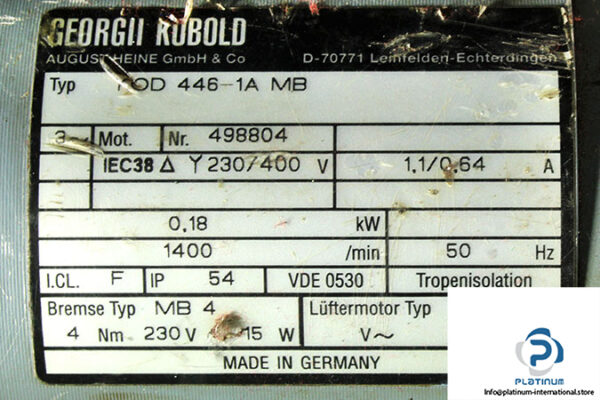 GEORGII KOBOLD
AUGUST HEINE GmbH & Co D-70771 Leinfelden-Echterdingen
Typ 446-1A MB
3~ Mot. Nr. 498804
IEC38 Δ Y 230/400 V 1,1/0,64 A
0,18 kW
1400 /min 50 Hz
I.CL. F IP 54 VDE 0530 Tropenisolation
Bremse Typ MB 4 Lüftermotor Typ
4 Nm 230 V 15 W V~
MADE IN GERMANY
PLATINUM
Info@platinum-international.store